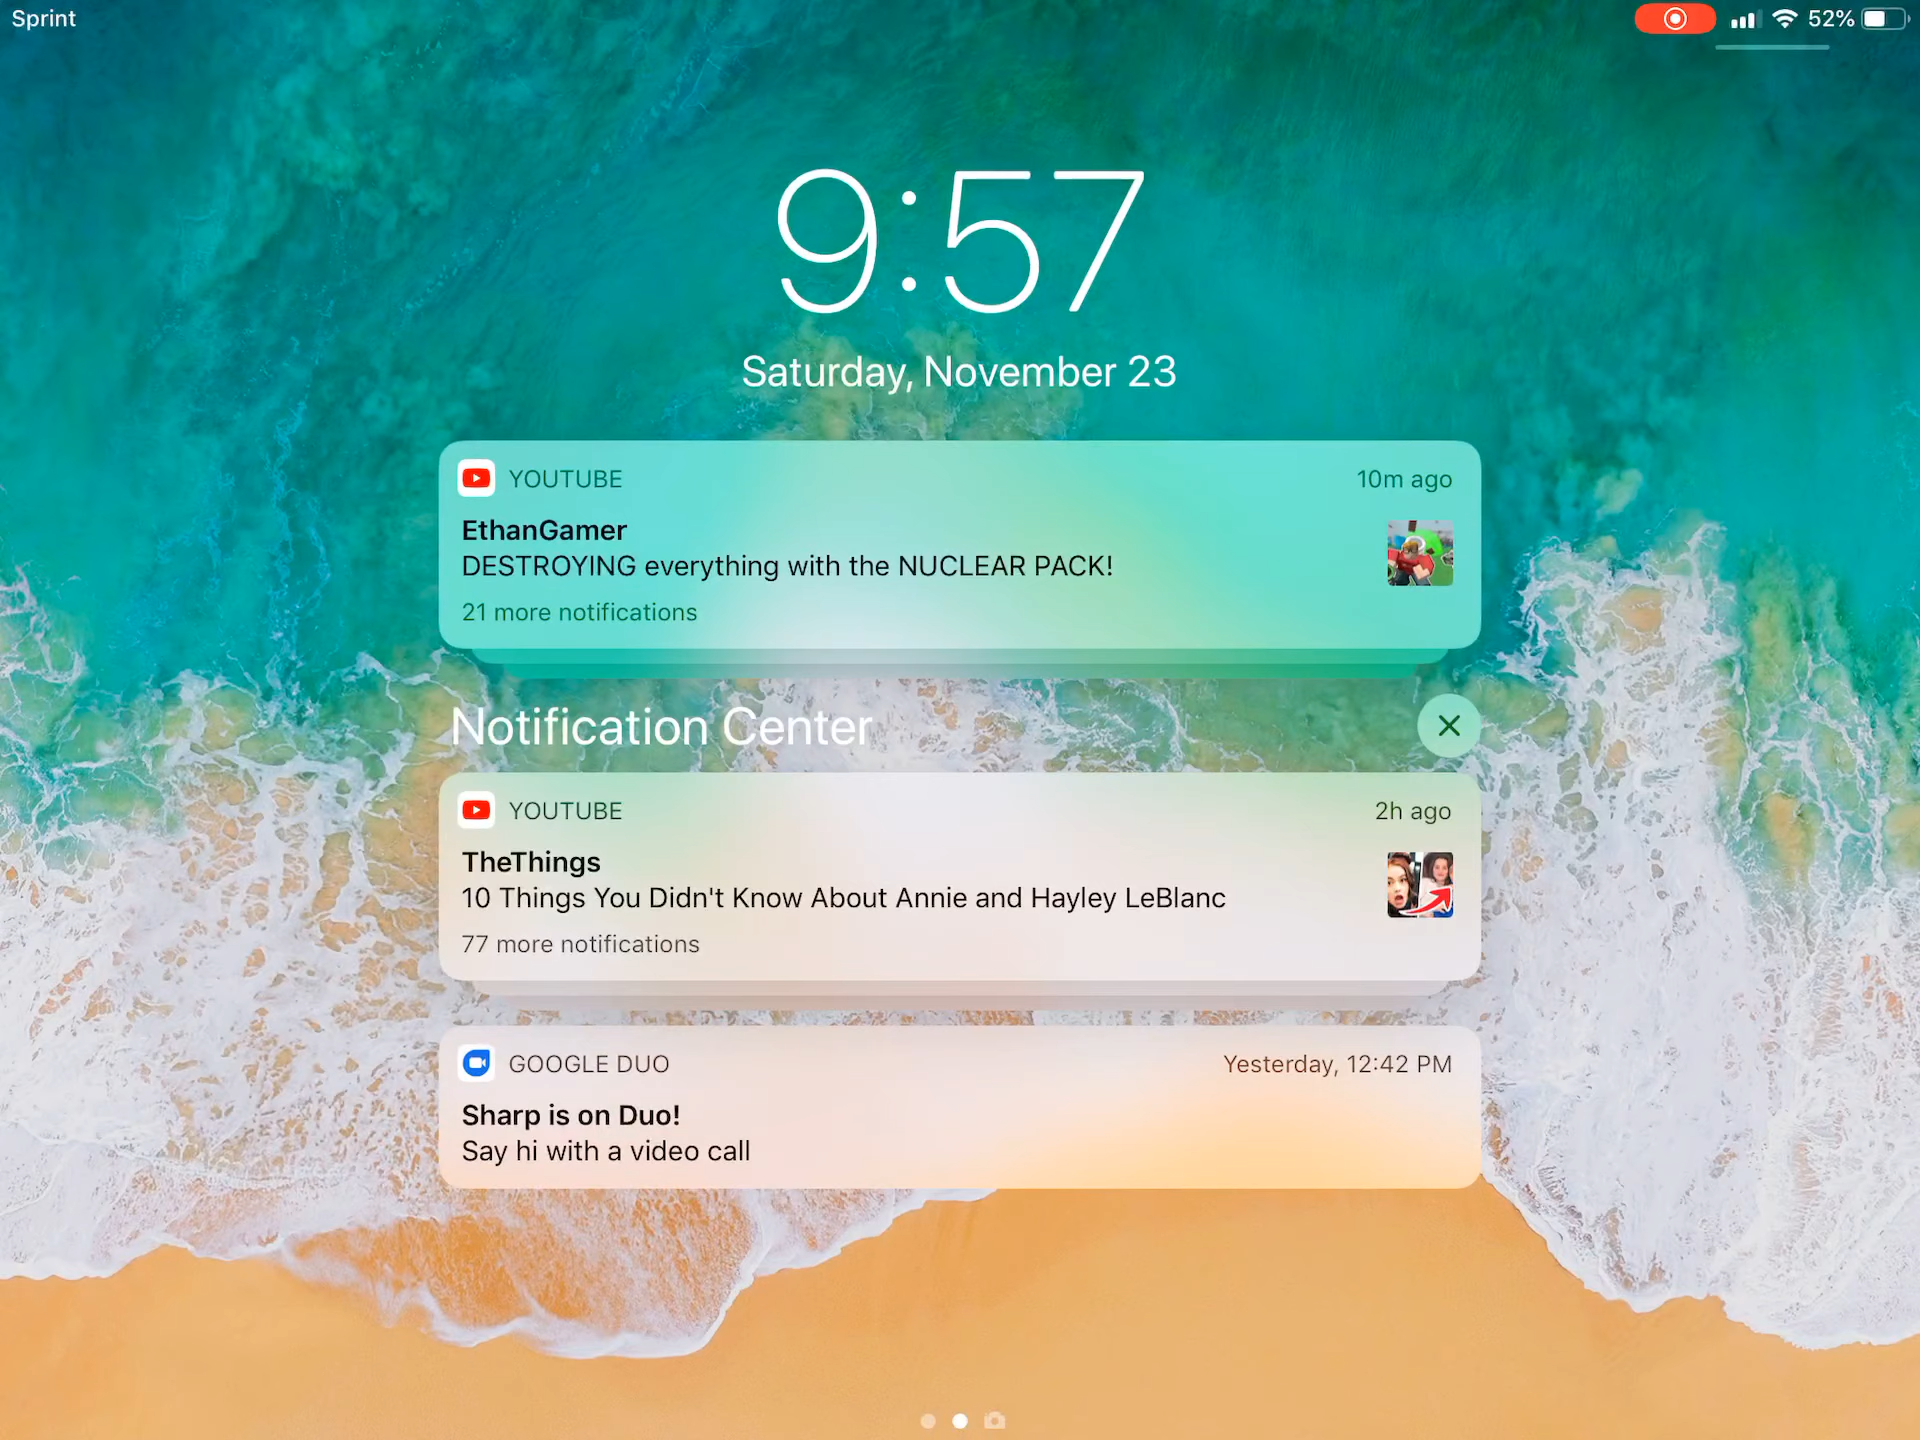 Sprint
52%
9:57
Saturday, November 23
YOUTUBE
10m ago
EthanGamer
DESTROYING everything with the NUCLEAR PACK!
21 more notifications
Notification Center
YOUTUBE
2h ago
TheThings
10 Things You Didn't Know About Annie and Hayley LeBlanc
77 more notifications
GOOGLE DUO
Yesterday, 12:42 PM
Sharp is on Duo!
Say hi with a video call